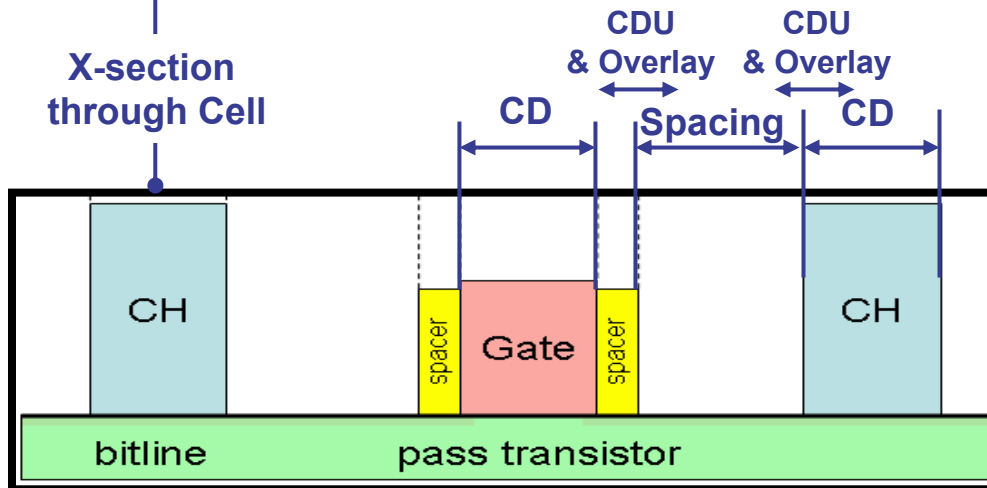 CDU
& Overlay
CDU
& Overlay
X-section
through Cell
CD
Spacing
CD
CH
spacer
Gate
spacer
CH
bitline
pass transistor